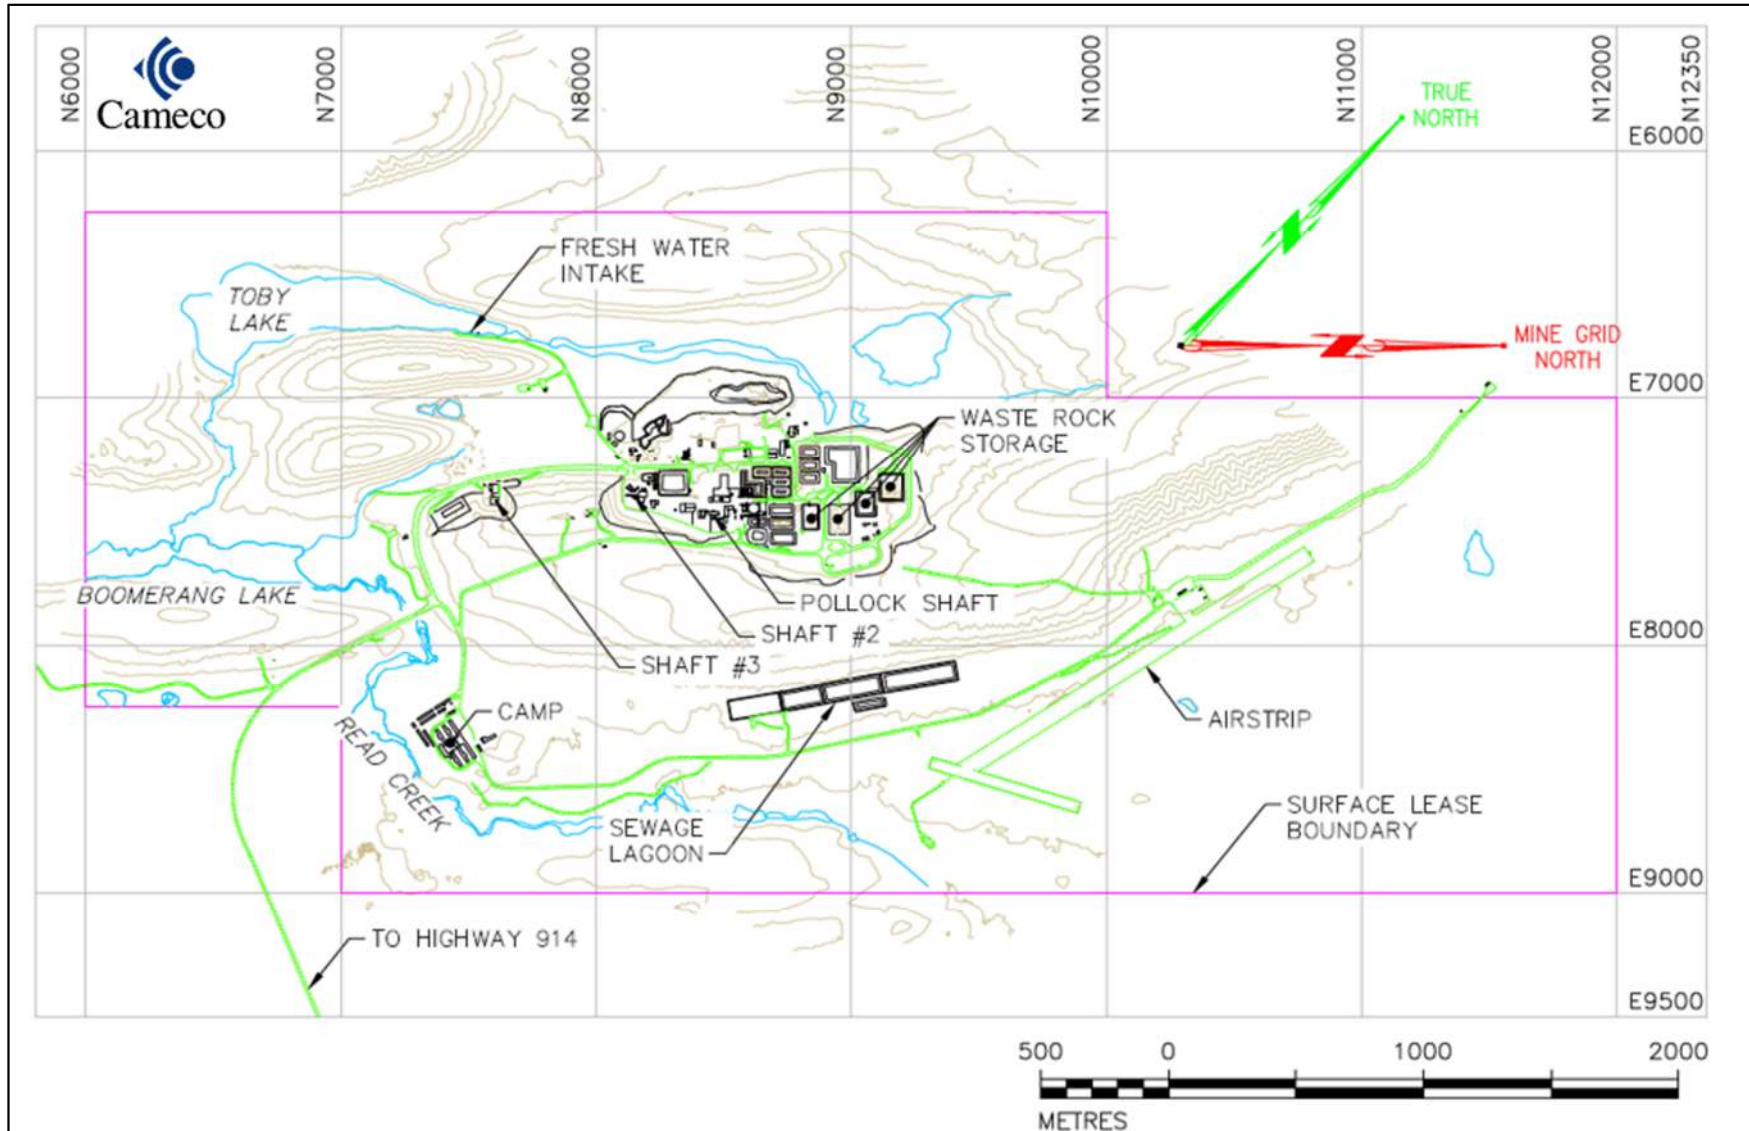 N6000
N7000
N8000
N9000
N10000
N11000
N12000
N12350
Cameco
TRUE
NORTH
E6000
FRESH WATER
INTAKE
TOBY
LAKE
MINE GRID
NORTH
E7000
WASTE ROCK
STORAGE
BOOMERANG LAKE
POLLOCK SHAFT
SHAFT #2
E8000
SHAFT #3
CAMP
AIRSTRIP
READ CREEK
SURFACE LEASE
BOUNDARY
SEWAGE
LAGOON
E9000
TO HIGHWAY 914
E9500
500 0 1000 2000
METRES